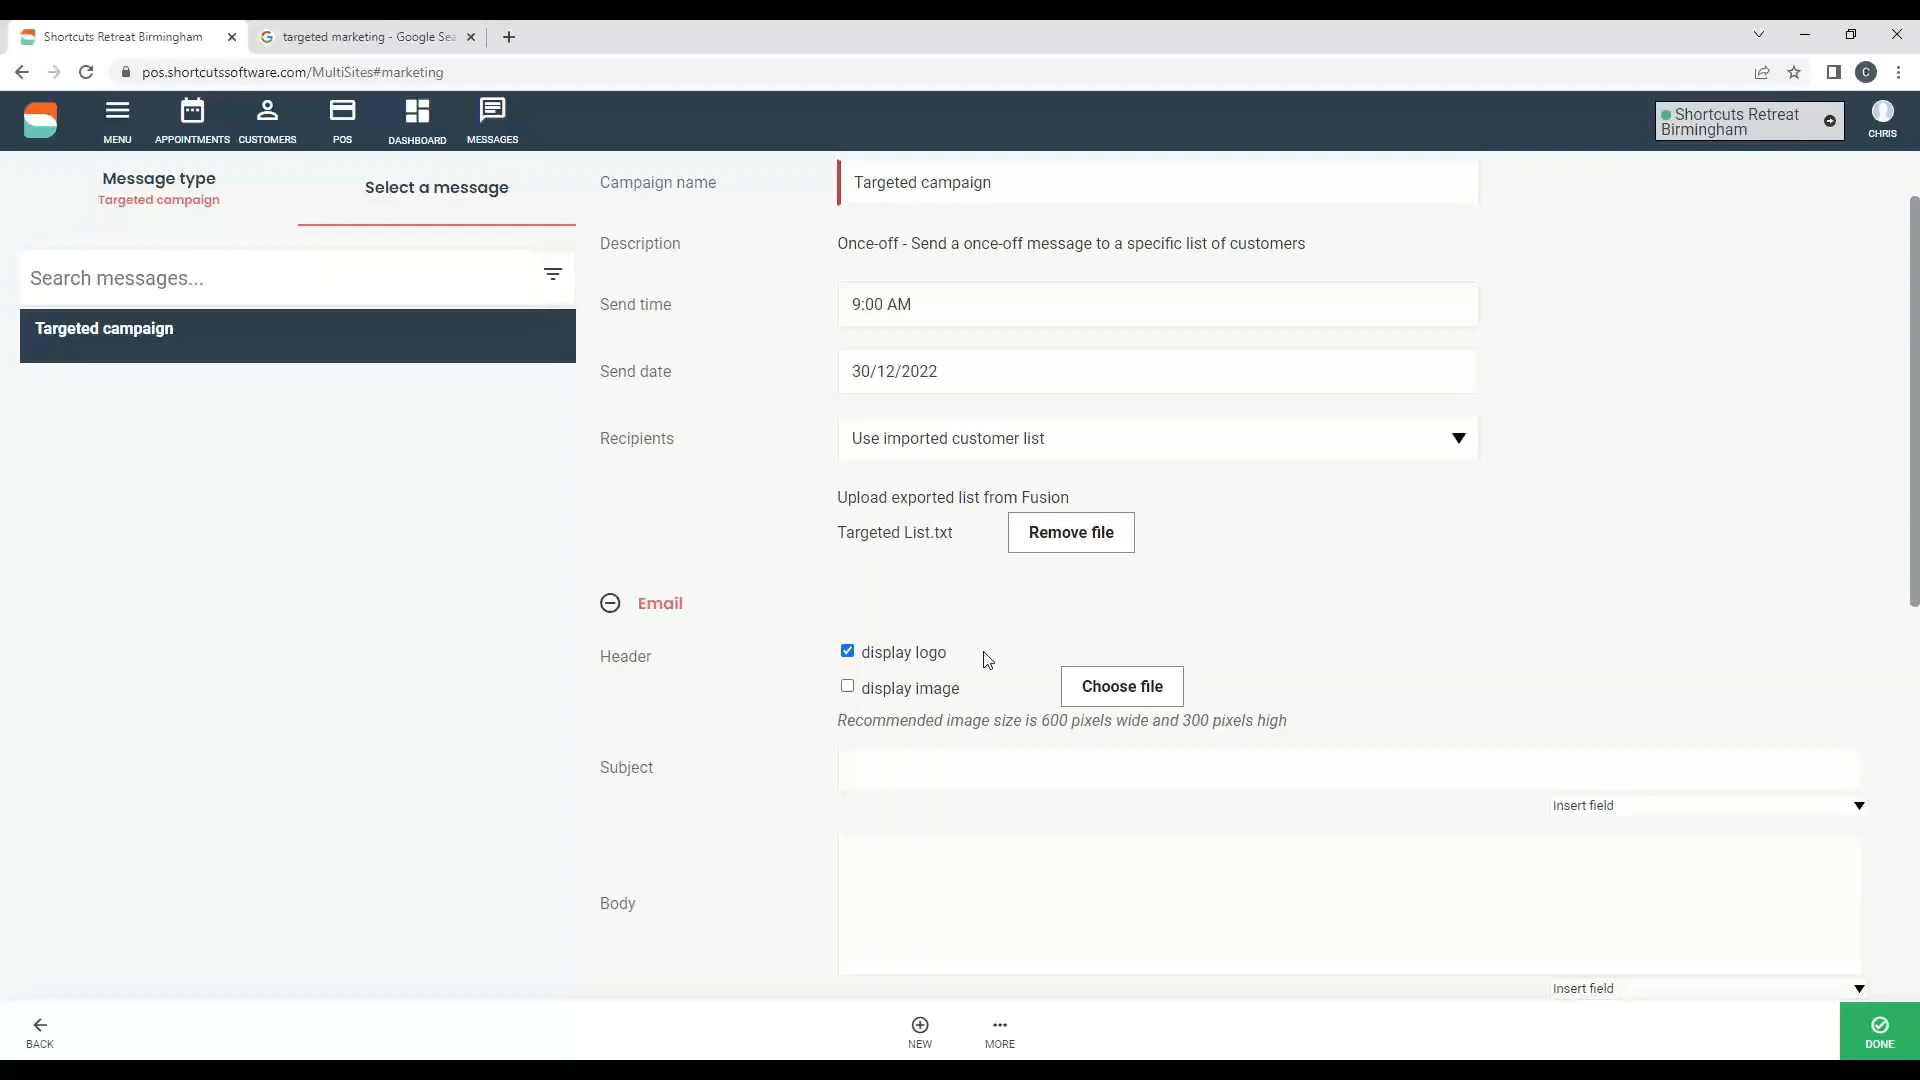 Shortcuts Retreat Birmingham
targeted marketing - Google Sea
pos.shortcutssoftware.com/MultiSites#marketing
C
MENU
APPOINTMENTS
CUSTOMERS
POS
DASHBOARD
MESSAGES
Shortcuts Retreat
Birmingham
CHRIS
Message type
Targeted campaign
Select a message
Search messages...
Targeted campaign
Campaign name
Targeted campaign
Description
Once-off - Send a once-off message to a specific list of customers
Send time
9:00 AM
Send date
30/12/2022
Recipients
Use imported customer list
Upload exported list from Fusion
Targeted List.txt
Remove file
Email
Header
display logo
display image
Choose file
Recommended image size is 600 pixels wide and 300 pixels high
Subject
Insert field
Body
Insert field
BACK
NEW
MORE
DONE